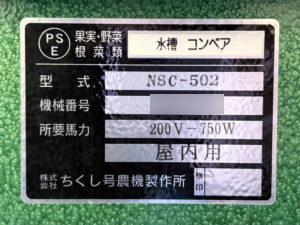 PS
E
果実・野菜
根菜類
水槽 コンベア
型式 NSC-502
機械番号
所要馬力 200V-750W
屋内用
株式会社 ちくし号農機製作所 検印